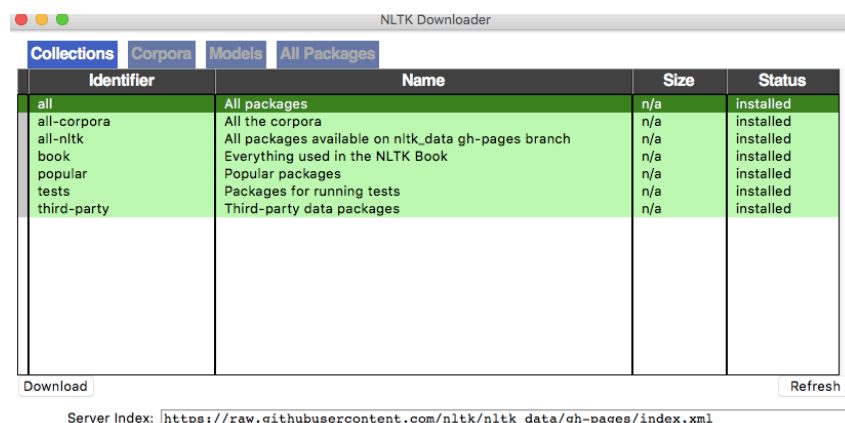 NLTK Downloader
Collections Corpora Models All Packages
Identifier Name Size Status
all All packages n/a installed
all-corpora All the corpora n/a installed
all-nltk All packages available on nltk_data gh-pages branch n/a installed
book Everything used in the NLTK Book n/a installed
popular Popular packages n/a installed
tests Packages for running tests n/a installed
third-party Third-party data packages n/a installed
Download Refresh
Server Index: https://raw.githubusercontent.com/nltk/nltk_data/gh-pages/index.xml